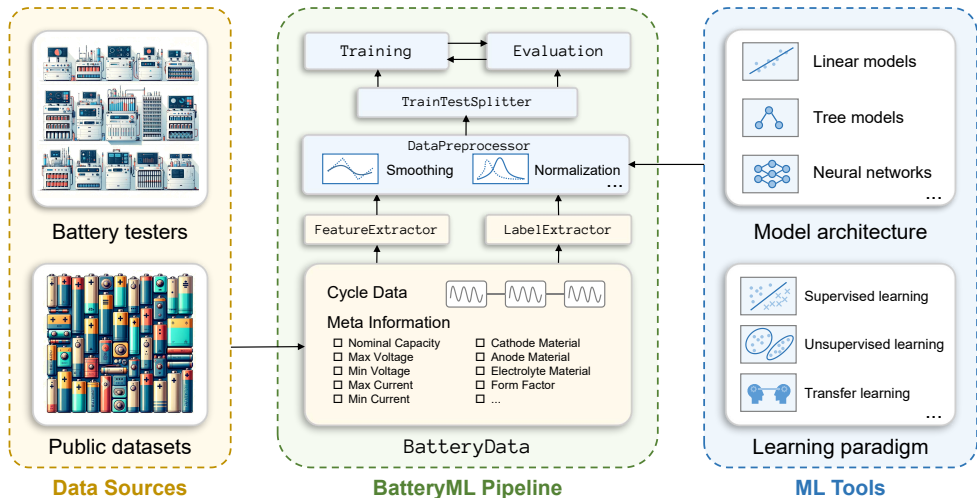 Battery testers
Public datasets
Data Sources
Training
Evaluation
TrainTestSplitter
DataPreprocessor
Smoothing
Normalization
...
FeatureExtractor
LabelExtractor
Cycle Data
Meta Information
Nominal Capacity
Max Voltage
Min Voltage
Max Current
Min Current
Cathode Material
Anode Material
Electrolyte Material
Form Factor
...
BatteryData
BatteryML Pipeline
Linear models
Tree models
Neural networks
...
Model architecture
Supervised learning
Unsupervised learning
Transfer learning
...
Learning paradigm
ML Tools